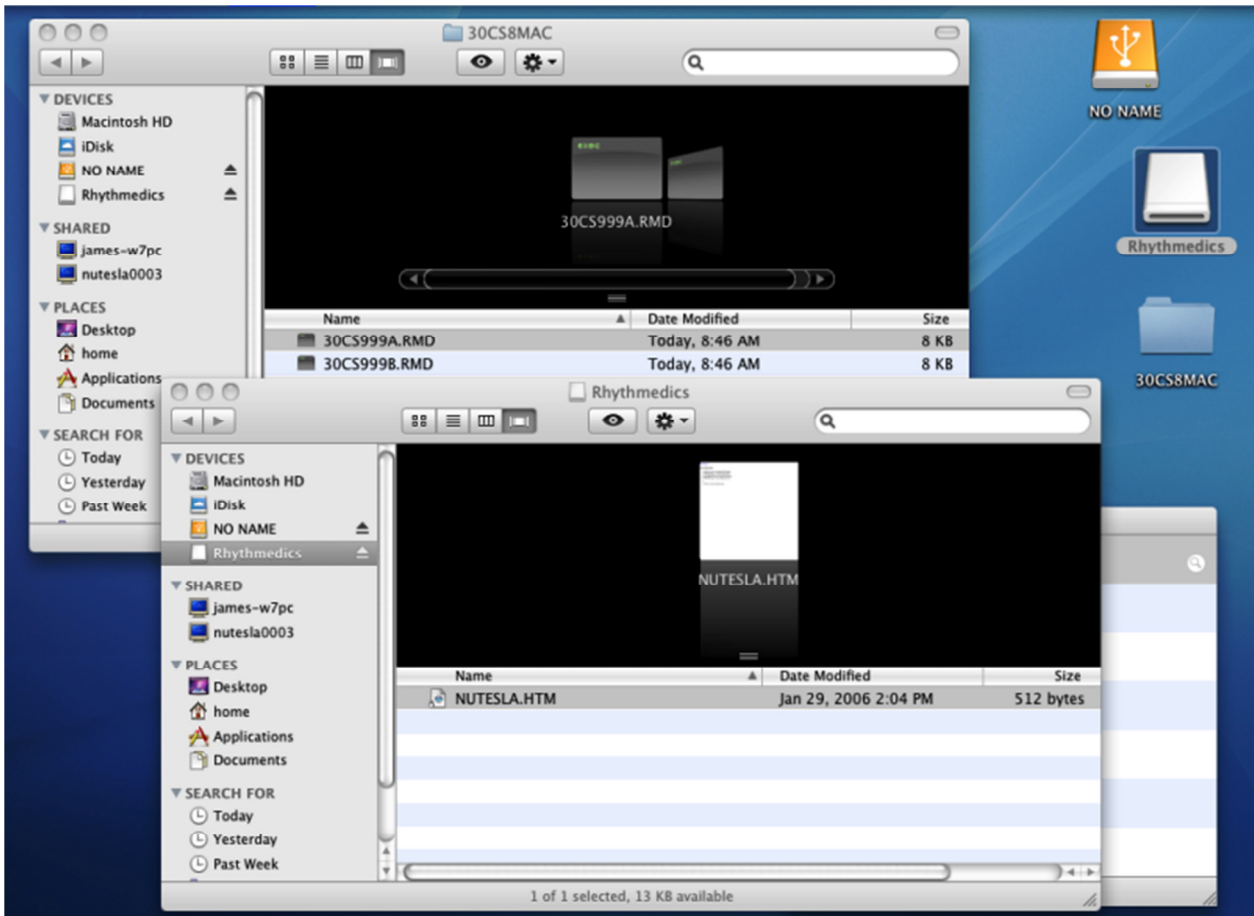 30CS8MAC
DEVICES
Macintosh HD
iDisk
NO NAME
Rhythmedics
SHARED
james-w7pc
nutesla0003
PLACES
Desktop
home
Applications
Documents
SEARCH FOR
Today
Yesterday
Past Week
exec
exec
30CS999A.RMD
Name Date Modified Size
30CS999A.RMD Today, 8:46 AM 8 KB
30CS999B.RMD Today, 8:46 AM 8 KB
NO NAME
Rhythmedics
30CS8MAC
Rhythmedics
DEVICES
Macintosh HD
iDisk
NO NAME
Rhythmedics
SHARED
james-w7pc
nutesla0003
PLACES
Desktop
home
Applications
Documents
SEARCH FOR
Today
Yesterday
Past Week
NUTESLA.HTM
Name Date Modified Size
NUTESLA.HTM Jan 29, 2006 2:04 PM 512 bytes
1 of 1 selected, 13 KB available